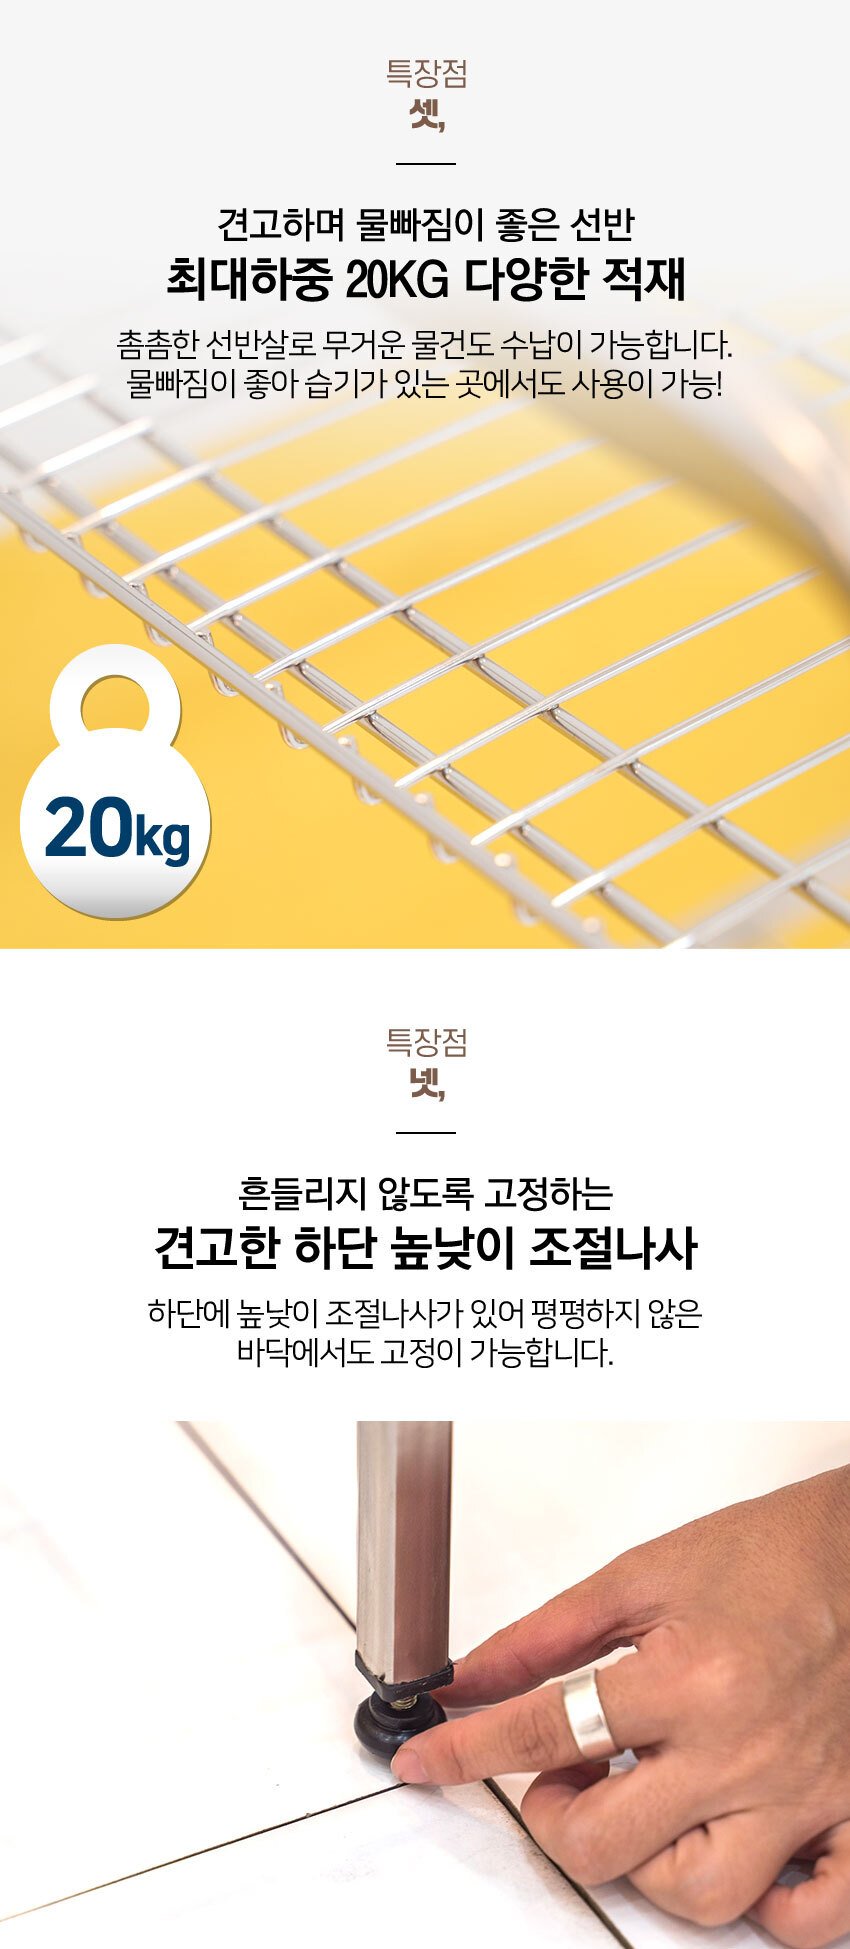 특장점
셋,
견고하며 물빠짐이 좋은 선반
최대하중 20KG 다양한 적재
촘촘한 선반살로 무거운 물건도 수납이 가능합니다.
물빠짐이 좋아 습기가 있는 곳에서도 사용이 가능!
20kg
특장점
넷,
흔들리지 않도록 고정하는
견고한 하단 높낮이 조절나사
하단에 높낮이 조절나사가 있어 평평하지 않은
바닥에서도 고정이 가능합니다.